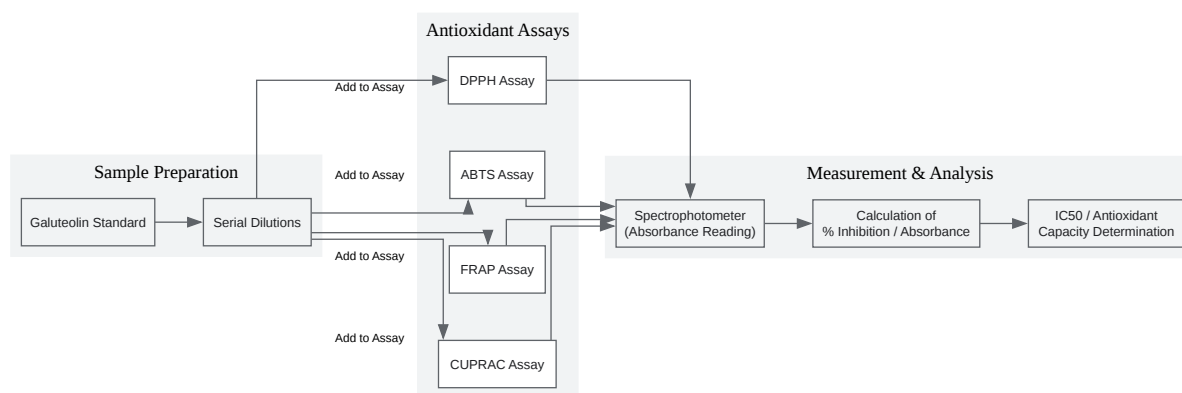 Antioxidant Assays
DPPH Assay
Add to Assay
Sample Preparation
ABTS Assay
Add to Assay
Measurement & Analysis
Galuteolin Standard
Serial Dilutions
Spectrophotometer
(Absorbance Reading)
Calculation of
% Inhibition / Absorbance
IC50 / Antioxidant
Capacity Determination
Add to Assay
FRAP Assay
Add to Assay
CUPRAC Assay